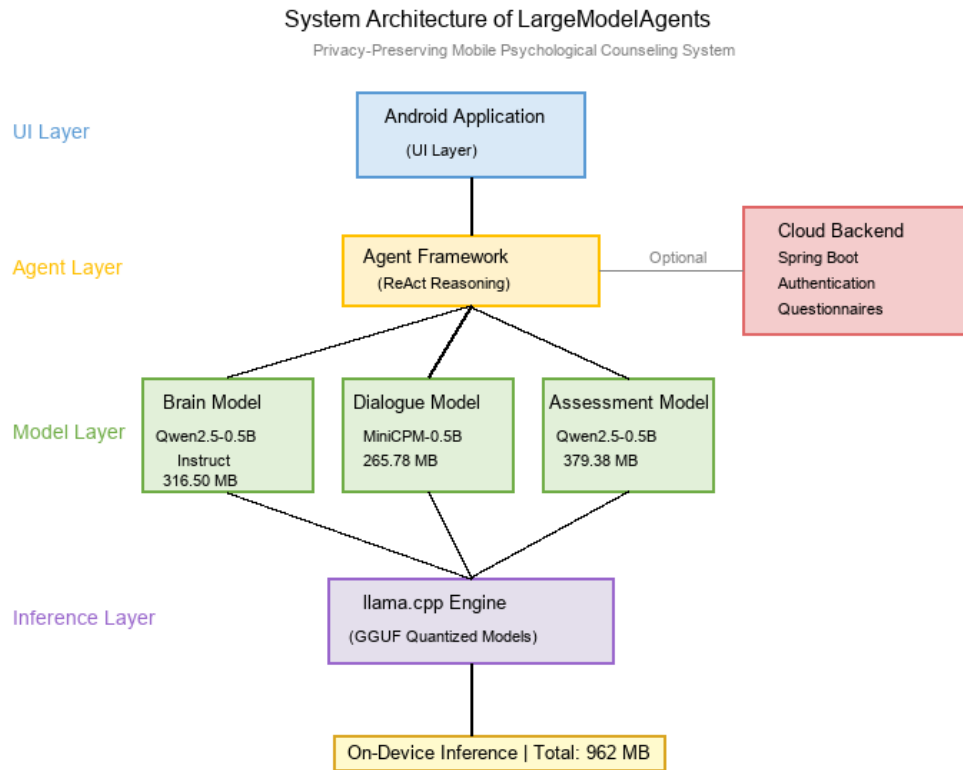 System Architecture of LargeModelAgents
Privacy-Preserving Mobile Psychological Counseling System
UI Layer
Android Application
(UI Layer)
Agent Layer
Agent Framework
(ReAct Reasoning)
Optional
Cloud Backend
Spring Boot
Authentication
Questionnaires
Model Layer
Brain Model
Qwen2.5-0.5B
Instruct
316.50 MB
Dialogue Model
MiniCPM-0.5B
265.78 MB
Assessment Model
Qwen2.5-0.5B
379.38 MB
Inference Layer
llama.cpp Engine
(GGUF Quantized Models)
On-Device Inference | Total: 962 MB